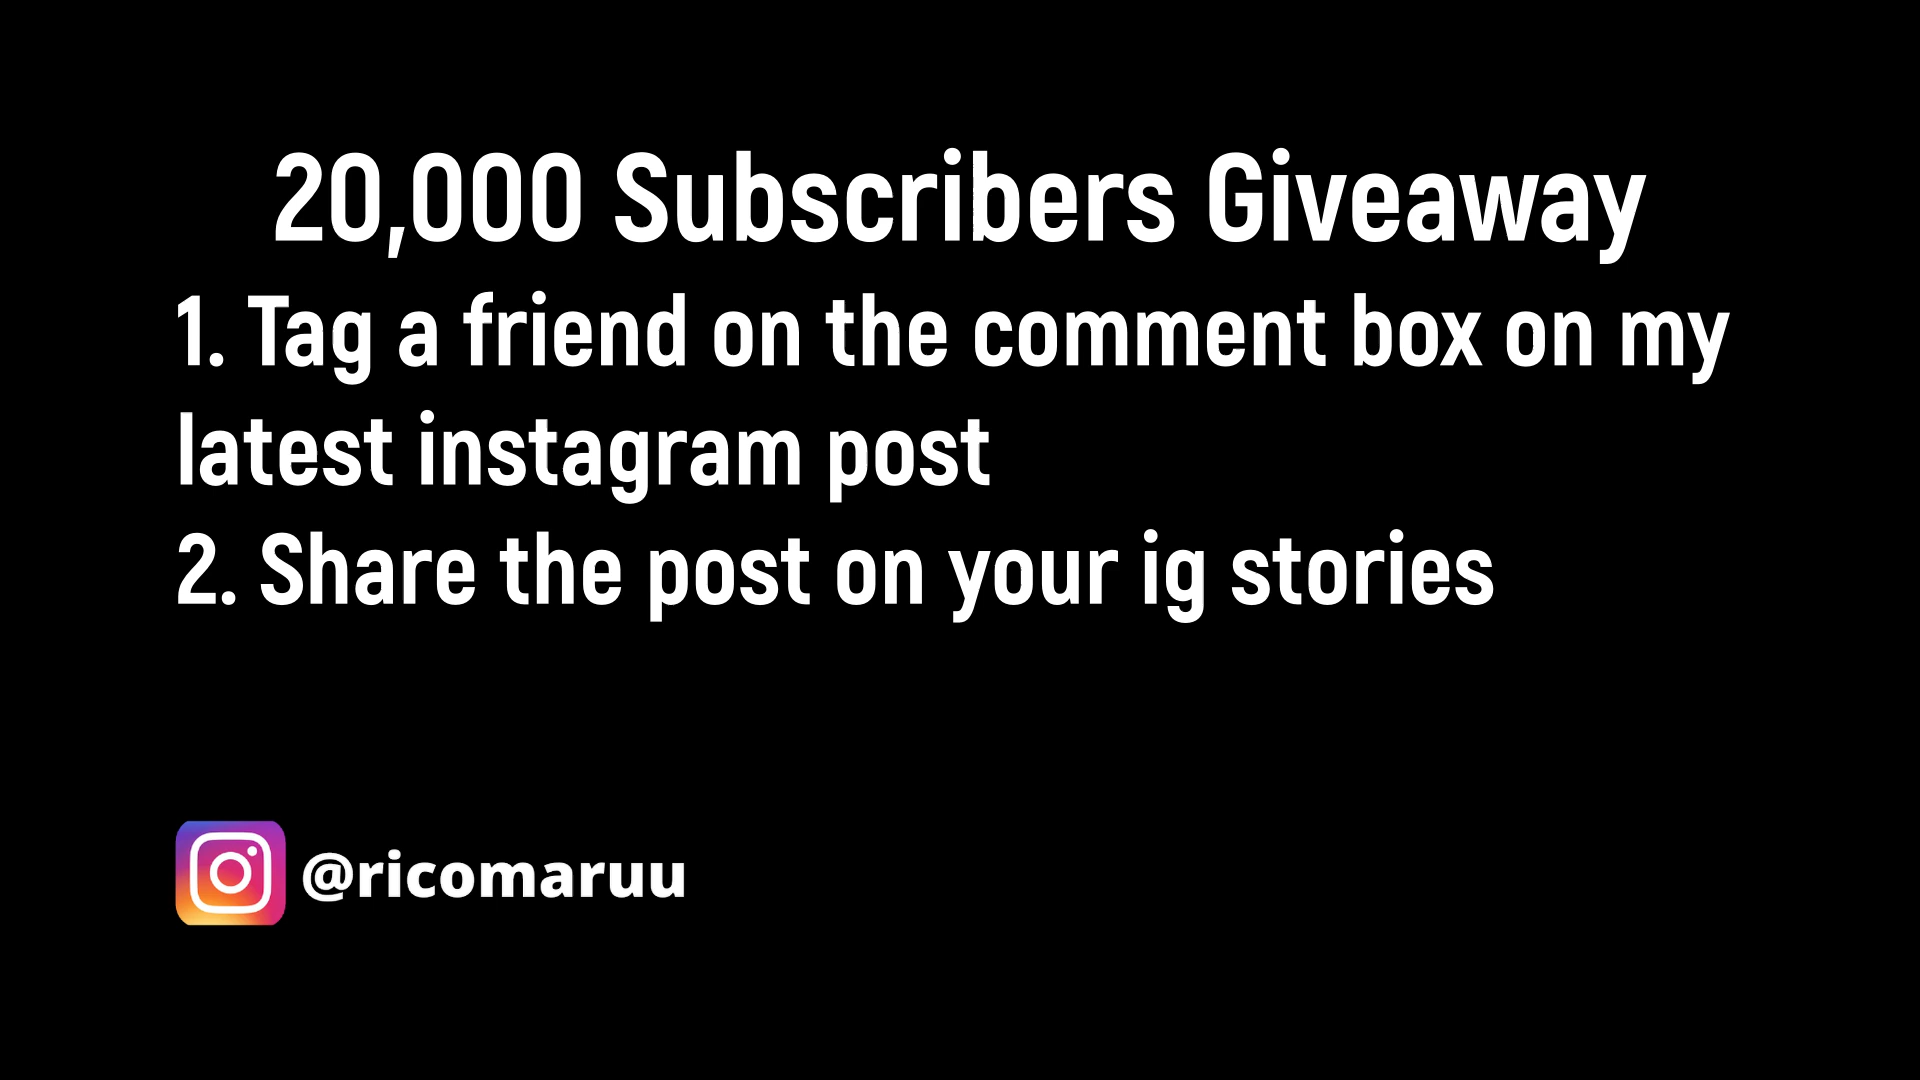 20,000 Subscribers Giveaway
1. Tag a friend on the comment box on my
latest instagram post
2. Share the post on your ig stories
@ricomaruu